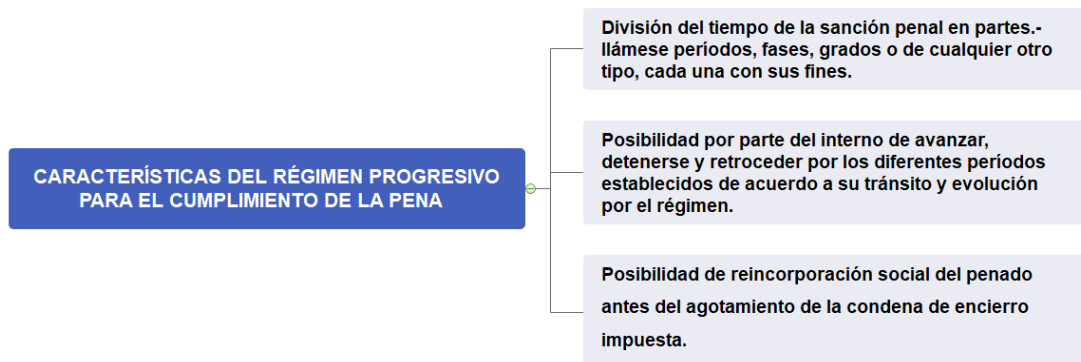 CARACTERÍSTICAS DEL RÉGIMEN PROGRESIVO
PARA EL CUMPLIMIENTO DE LA PENA
División del tiempo de la sanción penal en partes.-
llámese períodos, fases, grados o de cualquier otro
tipo, cada una con sus fines.
Posibilidad por parte del interno de avanzar,
detenerse y retroceder por los diferentes períodos
establecidos de acuerdo a su tránsito y evolución
por el régimen.
Posibilidad de reincorporación social del penado
antes del agotamiento de la condena de encierro
impuesta.